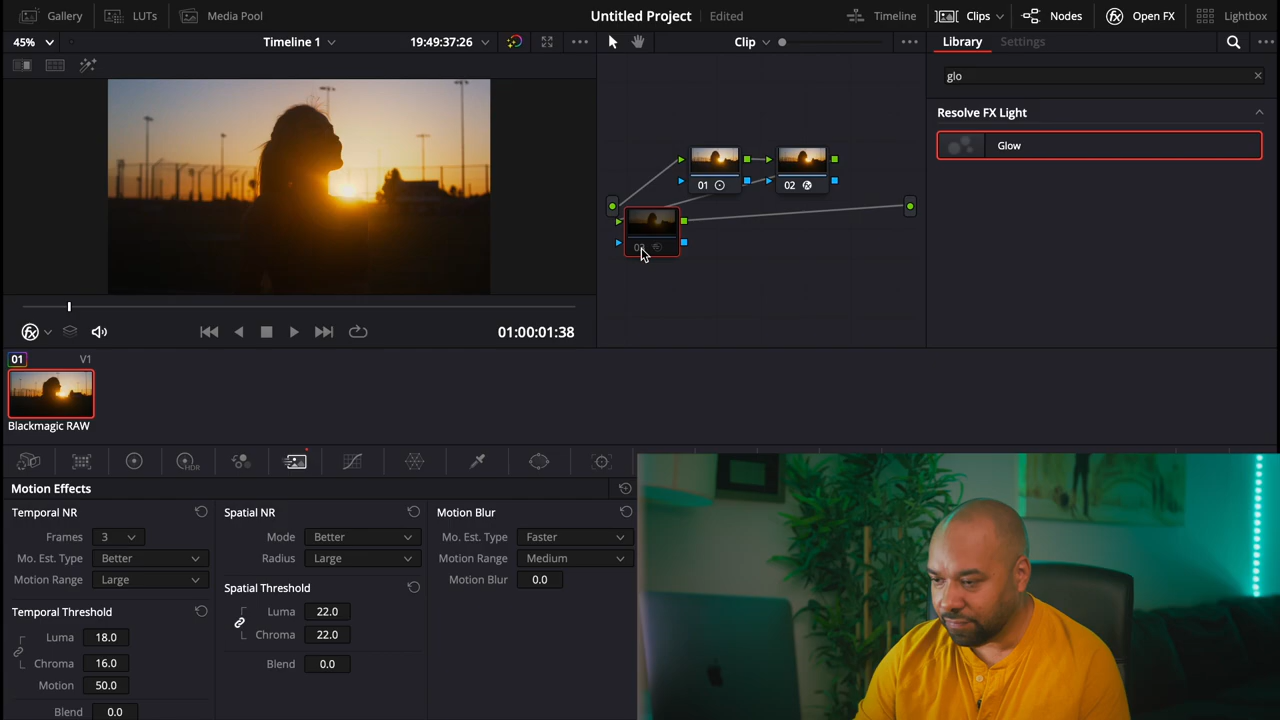 Gallery LUTs Media Pool Untitled Project Edited Timeline Clips Nodes Open FX Lightbox
45% Timeline 1 19:49:37:26 Clip Library Settings
glo
Resolve FX Light
Glow
01 02
03
01:00:01:38
01 V1
Blackmagic RAW
HDR
Motion Effects
Temporal NR Spatial NR Motion Blur
Frames 3 Mode Better Mo. Est. Type Faster
Mo. Est. Type Better Radius Large Motion Range Medium
Motion Range Large Motion Blur 0.0
Spatial Threshold
Temporal Threshold Luma 22.0
Luma 18.0 Chroma 22.0
Chroma 16.0 Blend 0.0
Motion 50.0
Blend 0.0